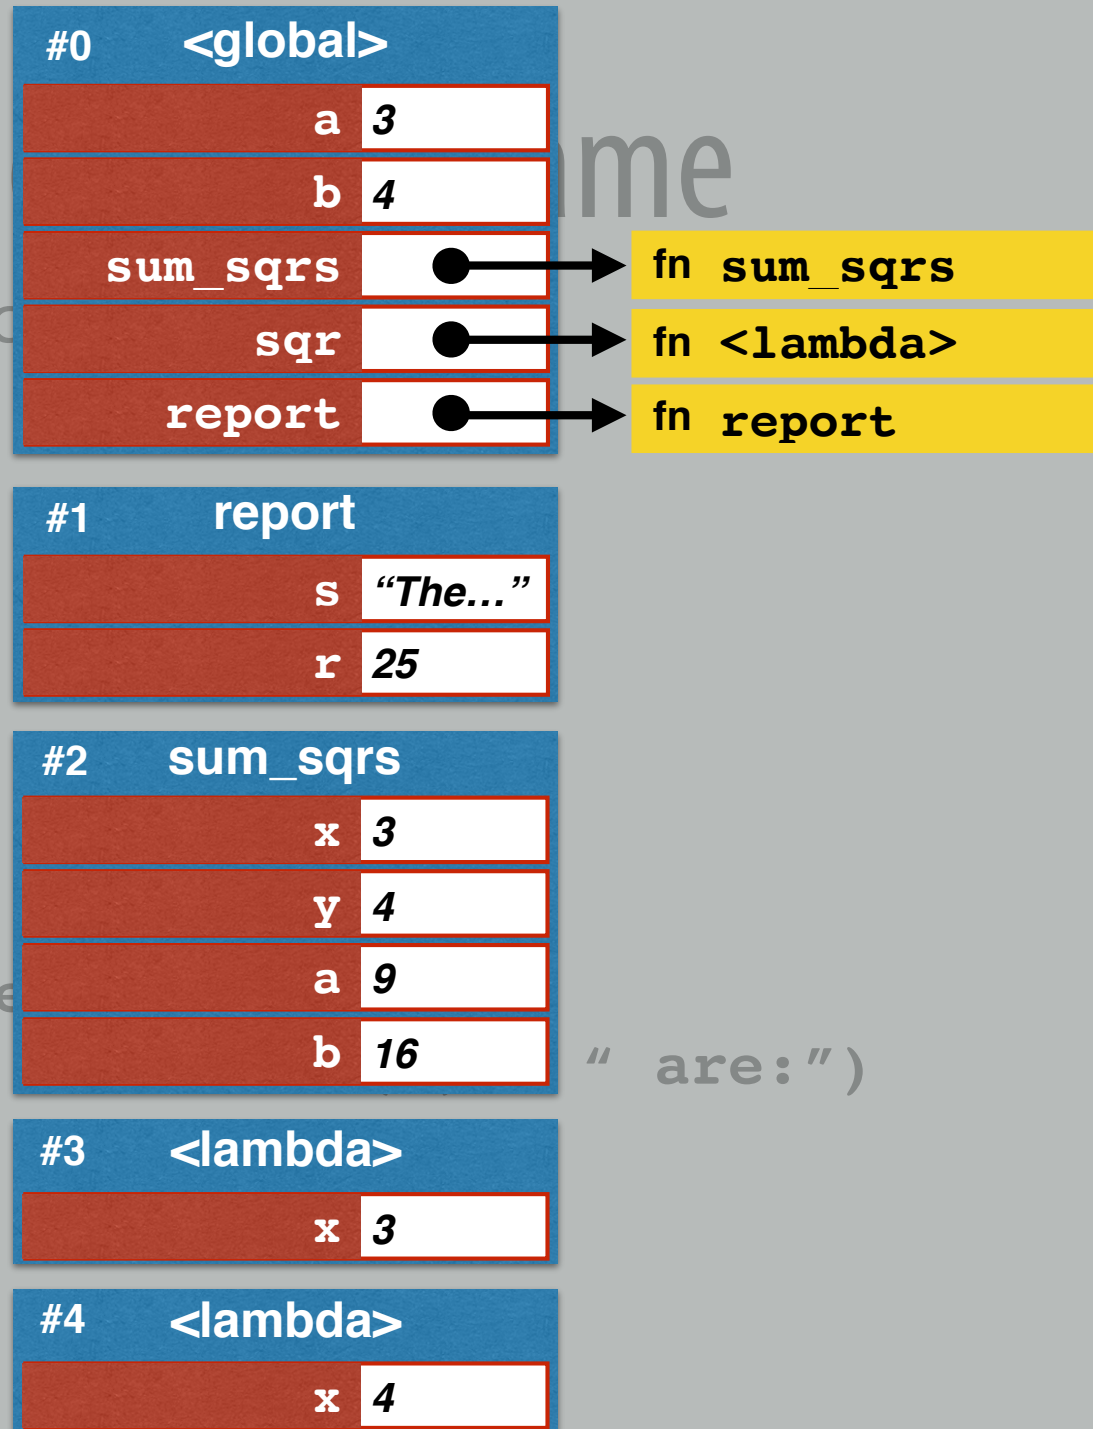 #0 <global>
a 3
ame
b 4
sum_sqrs fn sum_sqrs
sqr fn <lambda>
report fn report
#1 report
s “The…”
r 25
#2 sum_sqrs
x 3
y 4
a 9
b 16 “ are:”)
#3 <lambda>
x 3
#4 <lambda>
x 4